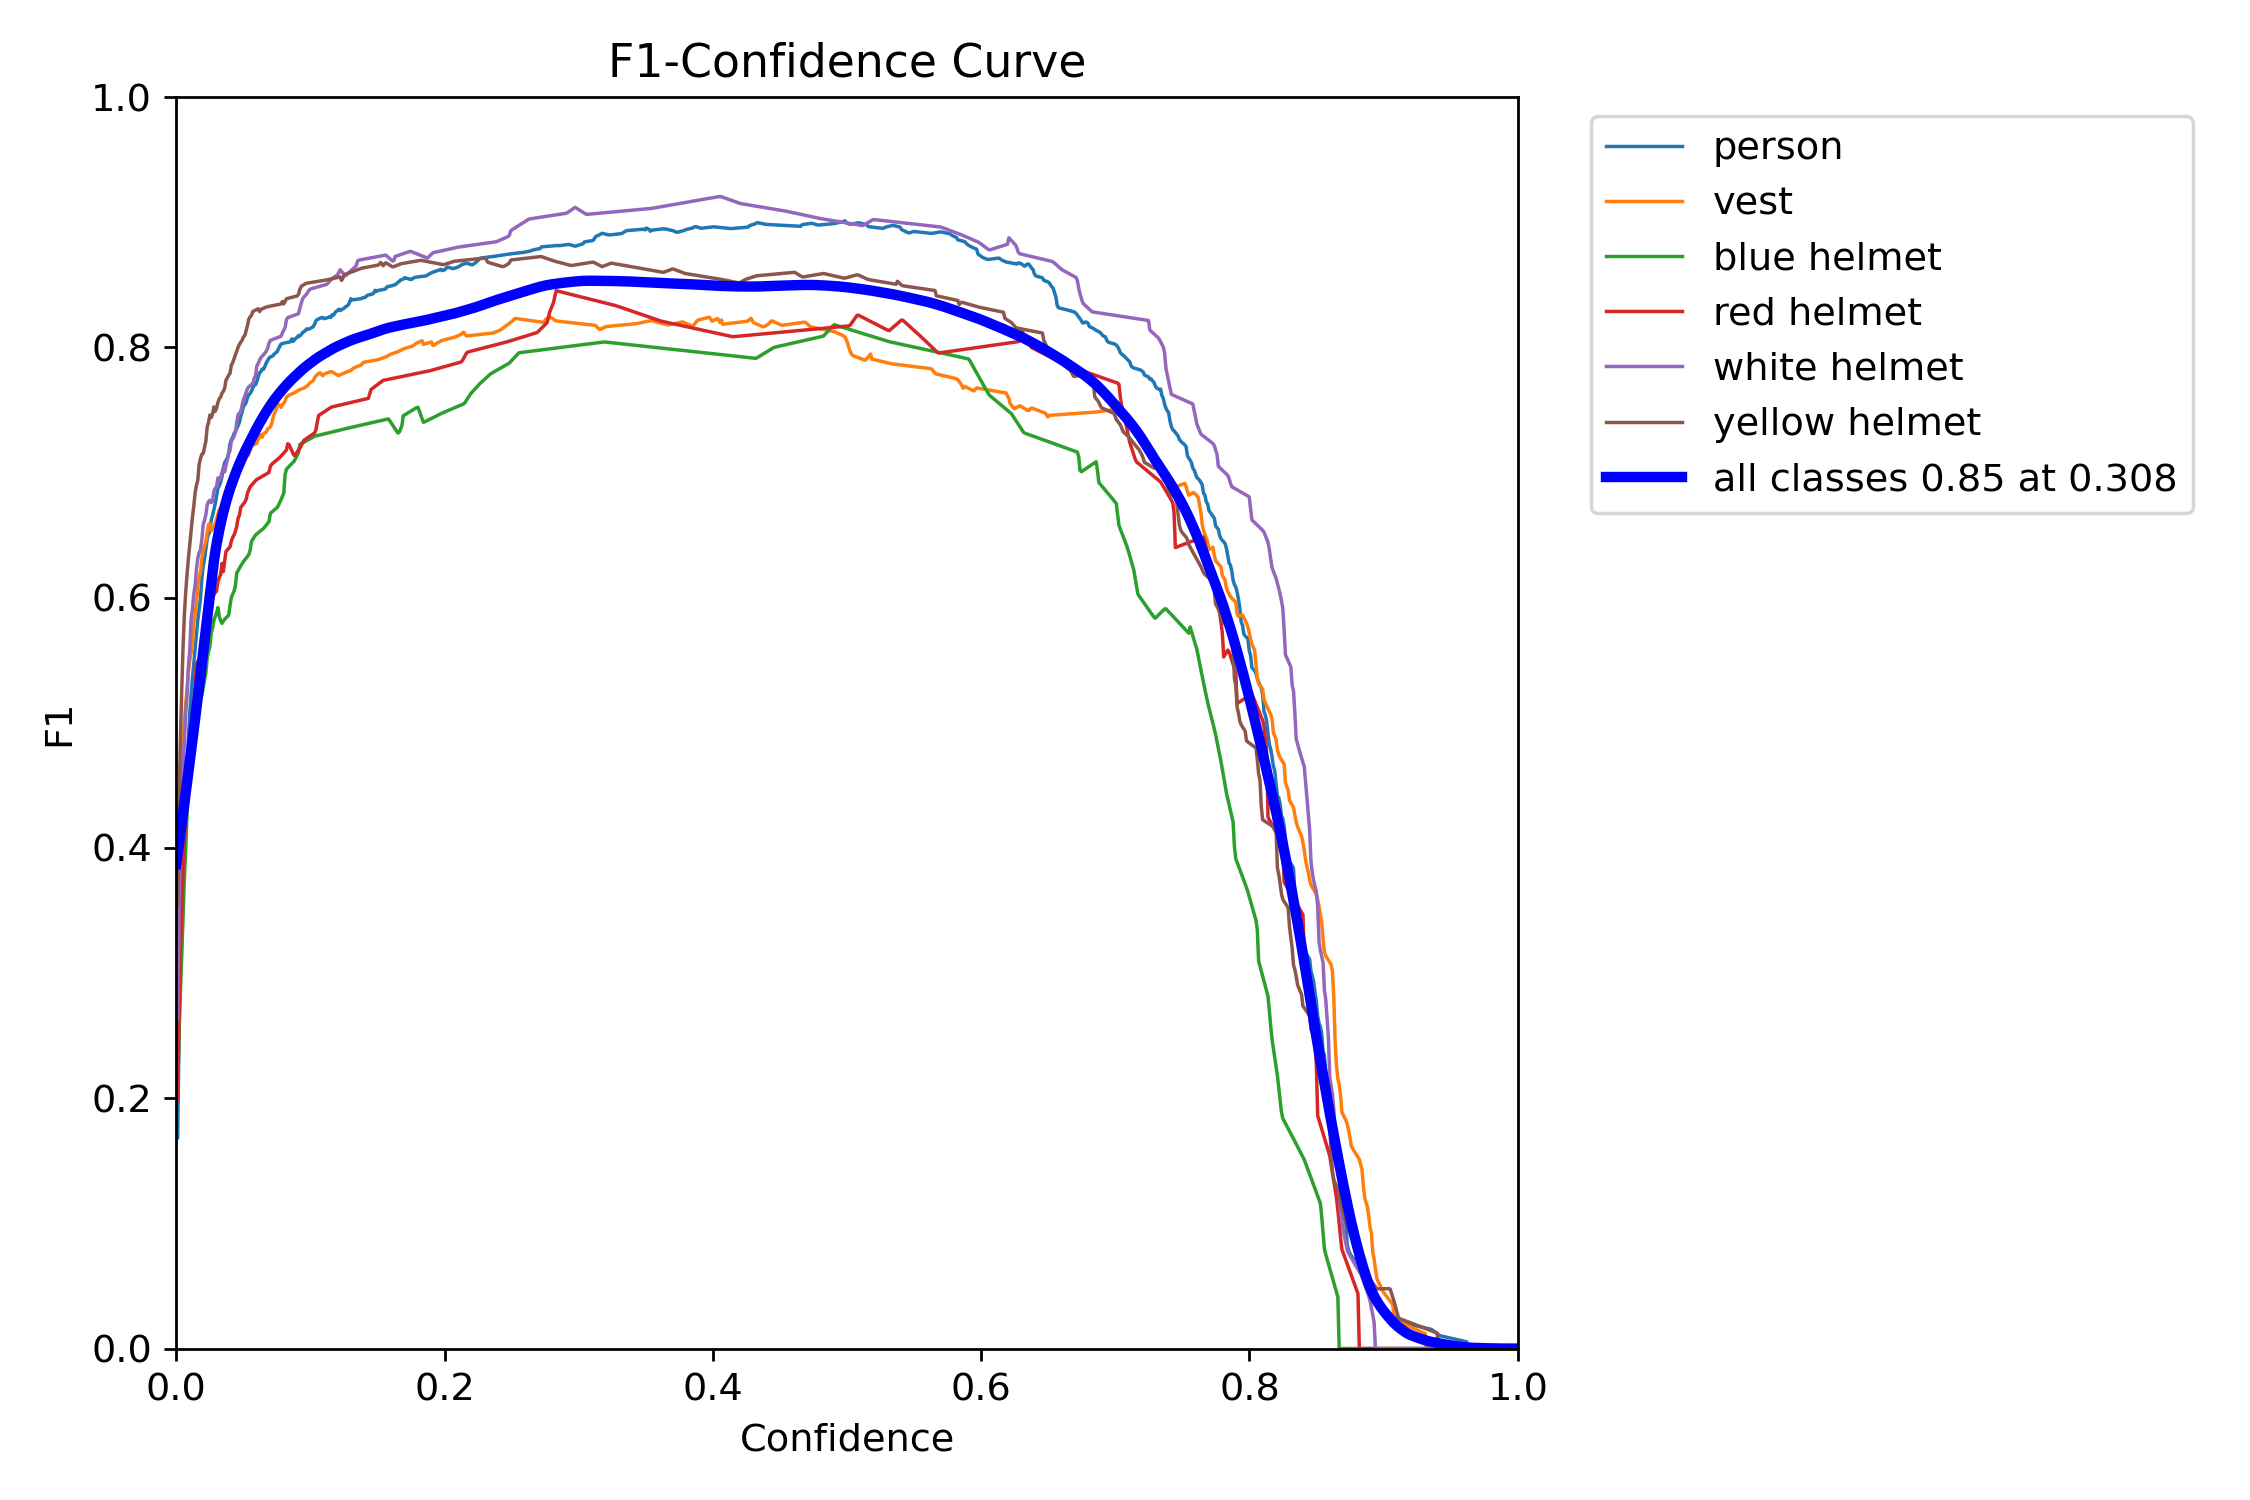 F1-Confidence Curve
1.0
0.8
0.6
0.4
0.2
0.0
F1
0.0 0.2 0.4 0.6 0.8 1.0
Confidence
person
vest
blue helmet
red helmet
white helmet
yellow helmet
all classes 0.85 at 0.308